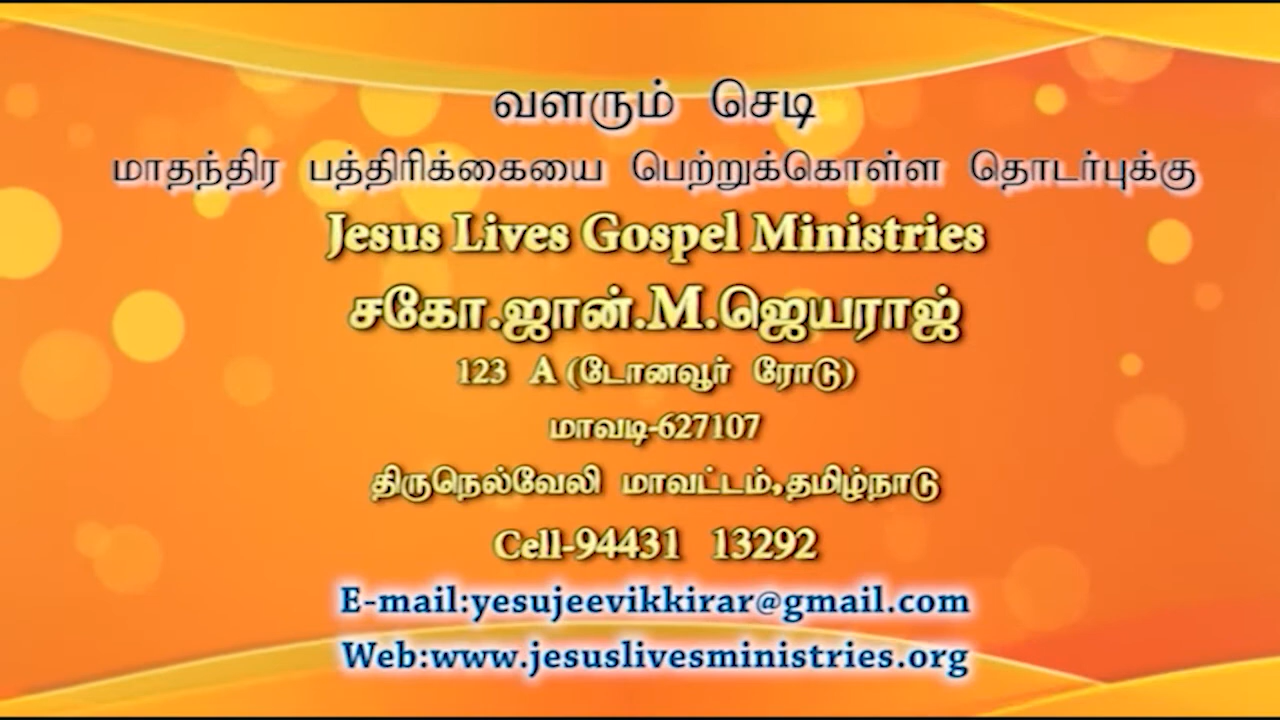 வளரும் செடி
மாதந்திர பத்திரிக்கையை பெற்றுக்கொள்ள தொடர்புக்கு
Jesus Lives Gospel Ministries
சகோ.ஜான்.M.ஜெயராஜ்
123 A (டோனவூர் ரோடு)
மாவடி-627107
திருநெல்வேலி மாவட்டம்,தமிழ்நாடு
Cell-94431 13292
E-mail:yesujeevikkirar@gmail.com
Web:www.jesuslivesministries.org